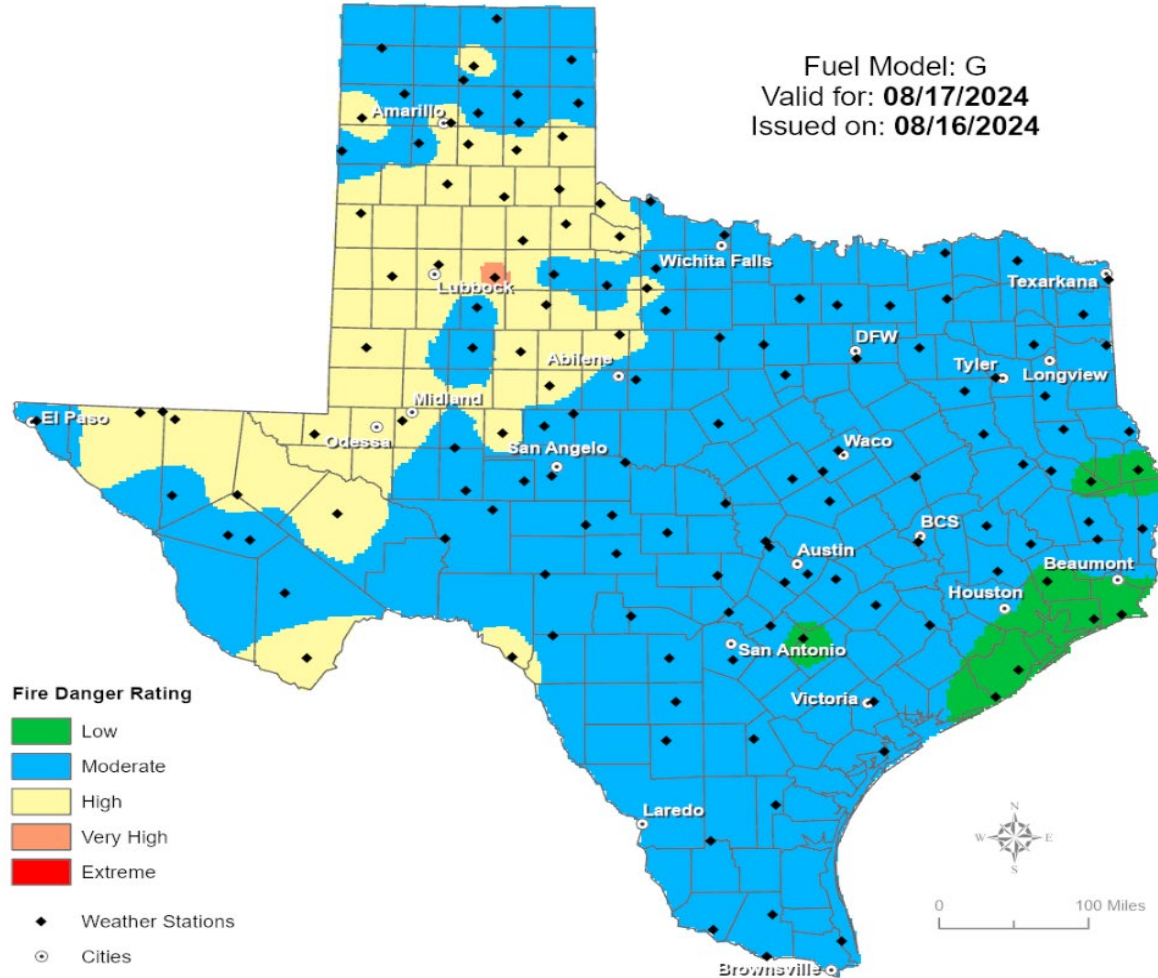 Fuel Model: G
Valid for: 08/17/2024
Issued on: 08/16/2024
Amarillo
Wichita Falls
Lubbock
Texarkana
DFW
Abilene
Tyler
Longview
El Paso
Midland
Odessa
San Angelo
Waco
BCS
Austin
Beaumont
Houston
San Antonio
Victoria
Laredo
Brownsville
Fire Danger Rating
Low
Moderate
High
Very High
Extreme
Weather Stations
Cities
N
W E
S
0 100 Miles